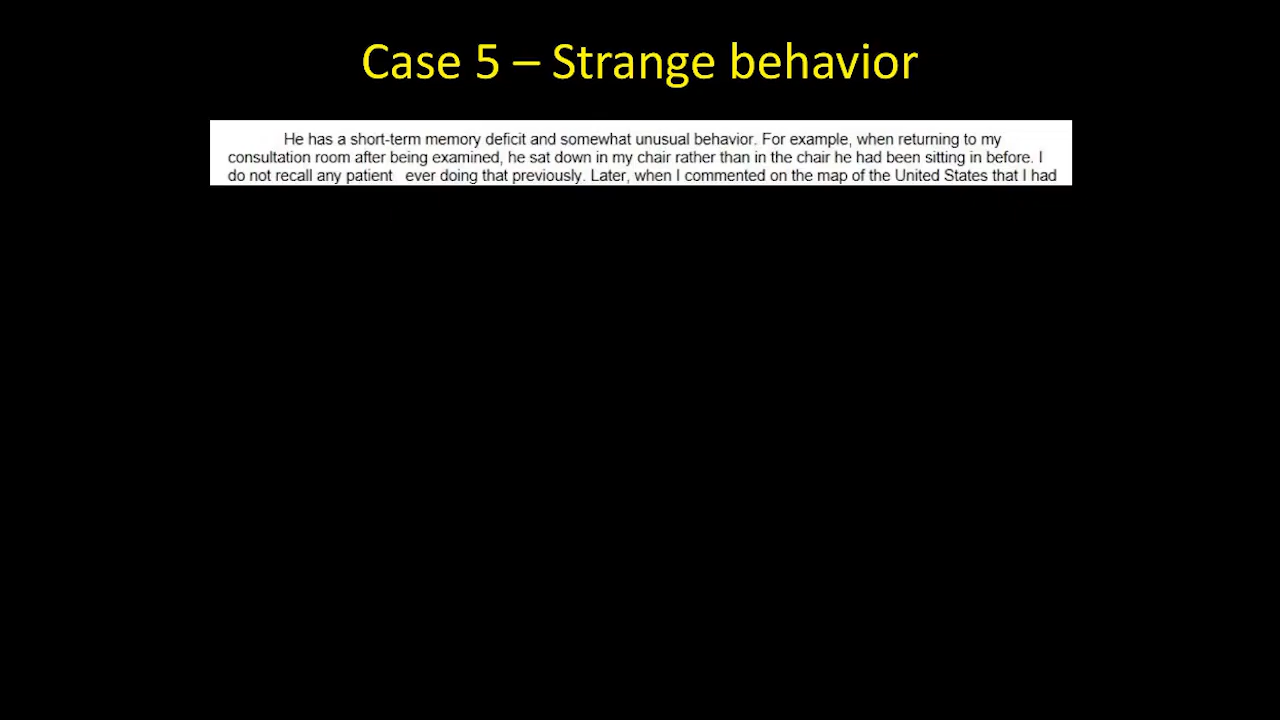 Case 5 – Strange behavior
He has a short-term memory deficit and somewhat unusual behavior. For example, when returning to my
consultation room after being examined, he sat down in my chair rather than in the chair he had been sitting in before. I
do not recall any patient ever doing that previously. Later, when I commented on the map of the United States that I had